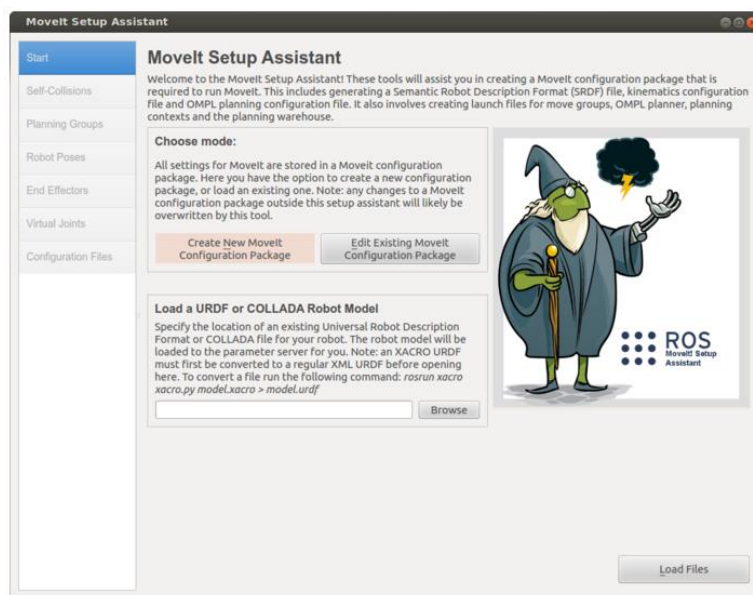 MoveIt Setup Assistant
Start
Self-Collisions
Planning Groups
Robot Poses
End Effectors
Virtual Joints
Configuration Files
MoveIt Setup Assistant
Welcome to the MoveIt Setup Assistant! These tools will assist you in creating a MoveIt configuration package that is
required to run MoveIt. This includes generating a Semantic Robot Description Format (SRDF) file, kinematics configuration
file and OMPL planning configuration file. It also involves creating launch files for move groups, OMPL planner, planning
contexts and the planning warehouse.
Choose mode:
All settings for MoveIt are stored in a Moveit configuration
package. Here you have the option to create a new configuration
package, or load an existing one. Note: any changes to a MoveIt
configuration package outside this setup assistant will likely be
overwritten by this tool.
Create New MoveIt
Configuration Package
Edit Existing MoveIt
Configuration Package
Load a URDF or COLLADA Robot Model
Specify the location of an existing Universal Robot Description
Format or COLLADA file for your robot. The robot model will be
loaded to the parameter server for you. Note: an XACRO URDF
must first be converted to a regular XML URDF before opening
here. To convert a file run the following command: rosrun xacro
xacro.py model.xacro > model.urdf
Browse
ROS
MoveIt! Setup
Assistant
Load Files